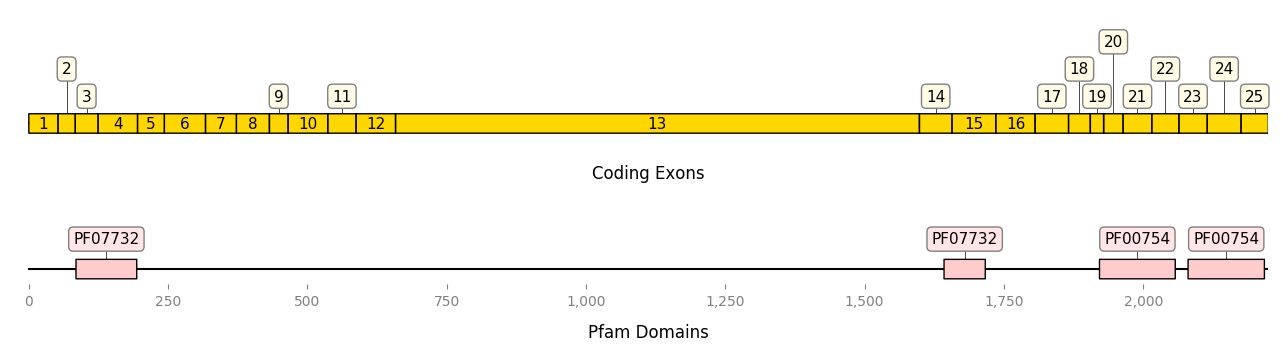 20
2 18 22 24
3 9 11 14 17 19 21 23 25
1 4 5 6 7 8 10 12 13 15 16
Coding Exons
PF07732 PF07732 PF00754 PF00754
0 250 500 750 1,000 1,250 1,500 1,750 2,000
Pfam Domains